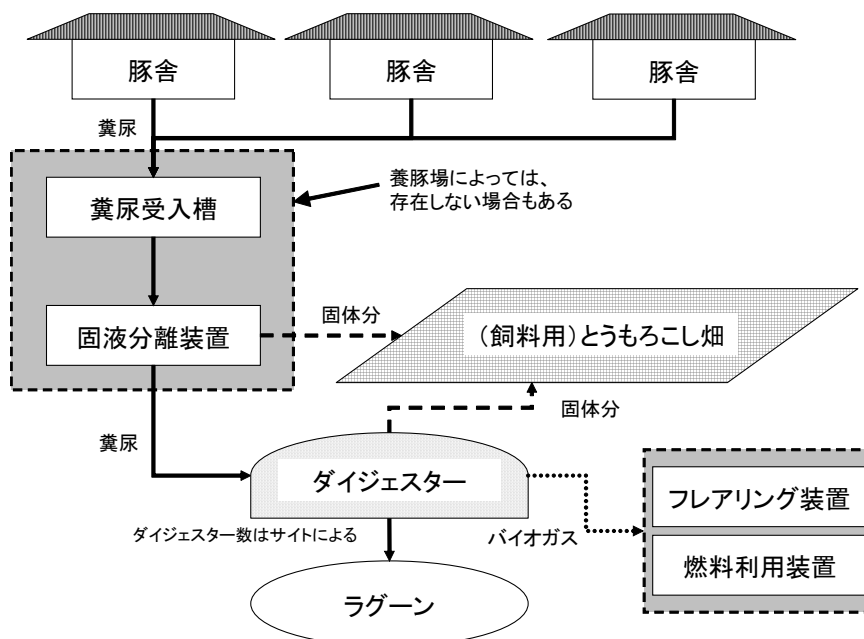 豚舎
豚舎
豚舎
糞尿
養豚場によっては、
存在しない場合もある
糞尿受入槽
固液分離装置
固体分
（飼料用）とうもろこし畑
固体分
糞尿
ダイジェスター
ダイジェスター数はサイトによる
バイオガス
フレアリング装置
燃料利用装置
ラグーン